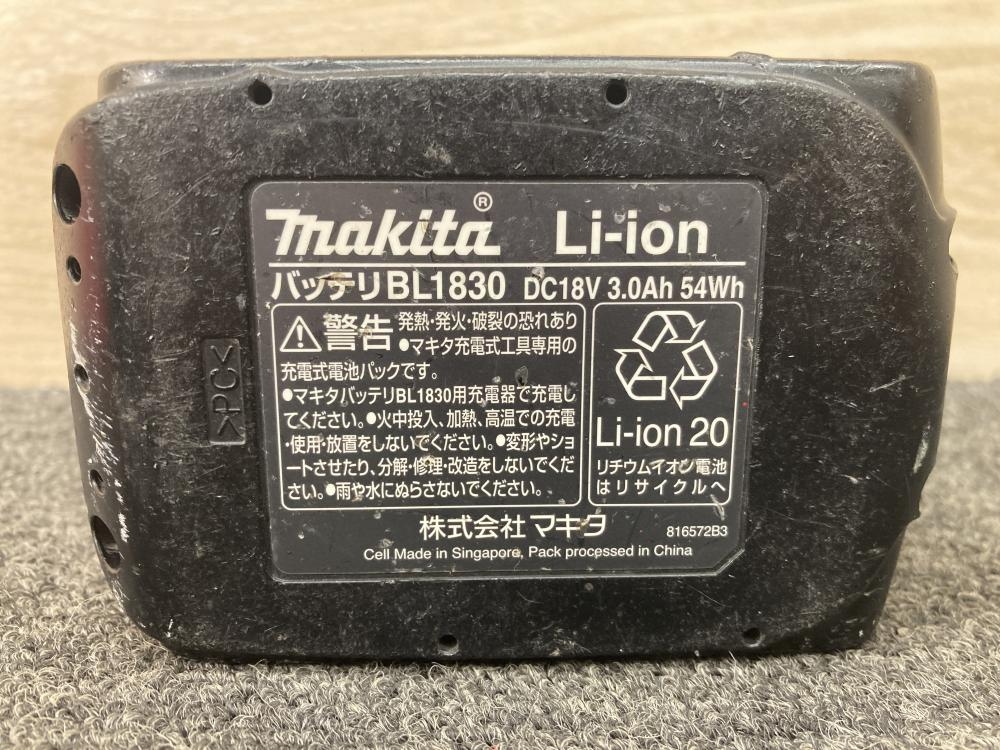 makita® Li-ion
バッテリBL1830 DC18V 3.0Ah 54Wh
⚠警告 発熱・発火・破裂の恐れあり
●マキタ充電式工具専用の
充電式電池パックです。
●マキタバッテリBL1830用充電器で充電し
てください。●火中投入、加熱、高温での充電
・使用・放置をしないでください。●変形やショ
ートさせたり、分解・修理・改造をしないでくだ
さい。●雨や水にぬらさないでください。
Li-ion 20
リチウムイオン電池
はリサイクルへ
株式会社マキタ 816572B3
Cell Made in Singapore, Pack processed in China
>PC<